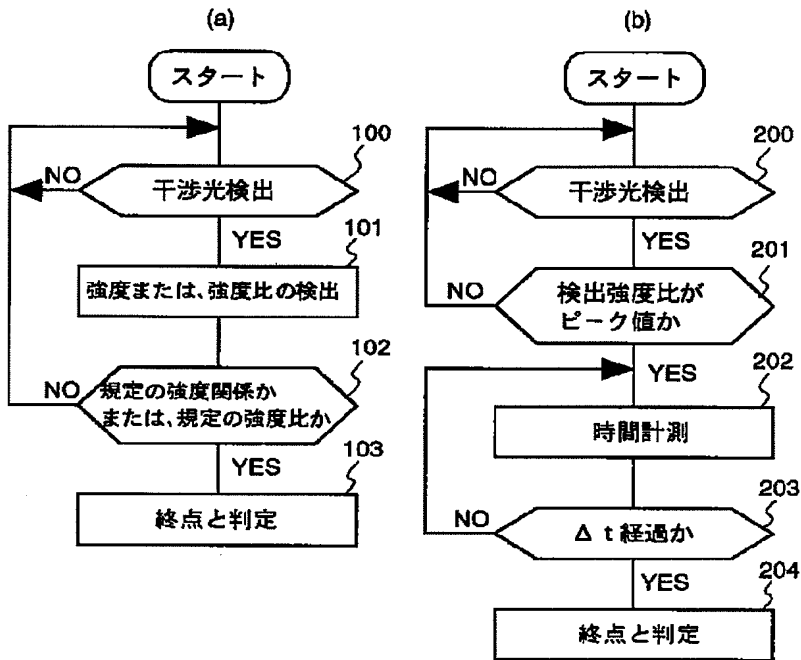 (a)
スタート
100
NO
干渉光検出
YES
101
強度または、強度比の検出
102
NO
規定の強度関係か
または、規定の強度比か
YES
103
終点と判定
(b)
スタート
200
NO
干渉光検出
YES
201
NO
検出強度比が
ピーク値か
YES
202
時間計測
203
NO
Δt経過か
YES
204
終点と判定